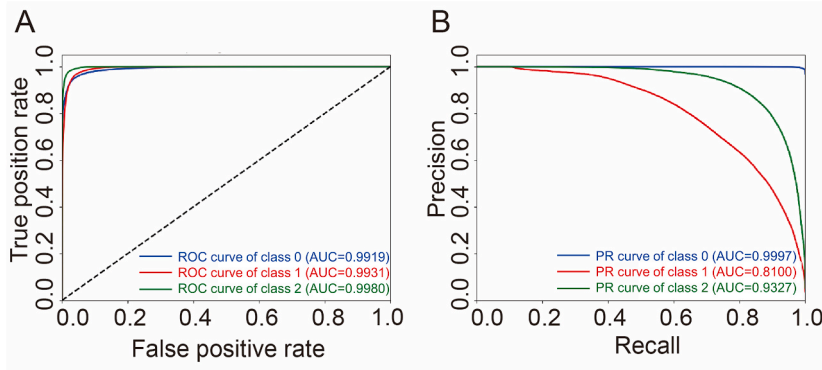 A
True position rate
1.0
0.8
0.6
0.4
0.2
0.0
ROC curve of class 0 (AUC=0.9919)
ROC curve of class 1 (AUC=0.9931)
ROC curve of class 2 (AUC=0.9980)
0.0 0.2 0.4 0.6 0.8 1.0
False positive rate
B
Precision
1.0
0.8
0.6
0.4
0.2
0.0
PR curve of class 0 (AUC=0.9997)
PR curve of class 1 (AUC=0.8100)
PR curve of class 2 (AUC=0.9327)
0.0 0.2 0.4 0.6 0.8 1.0
Recall